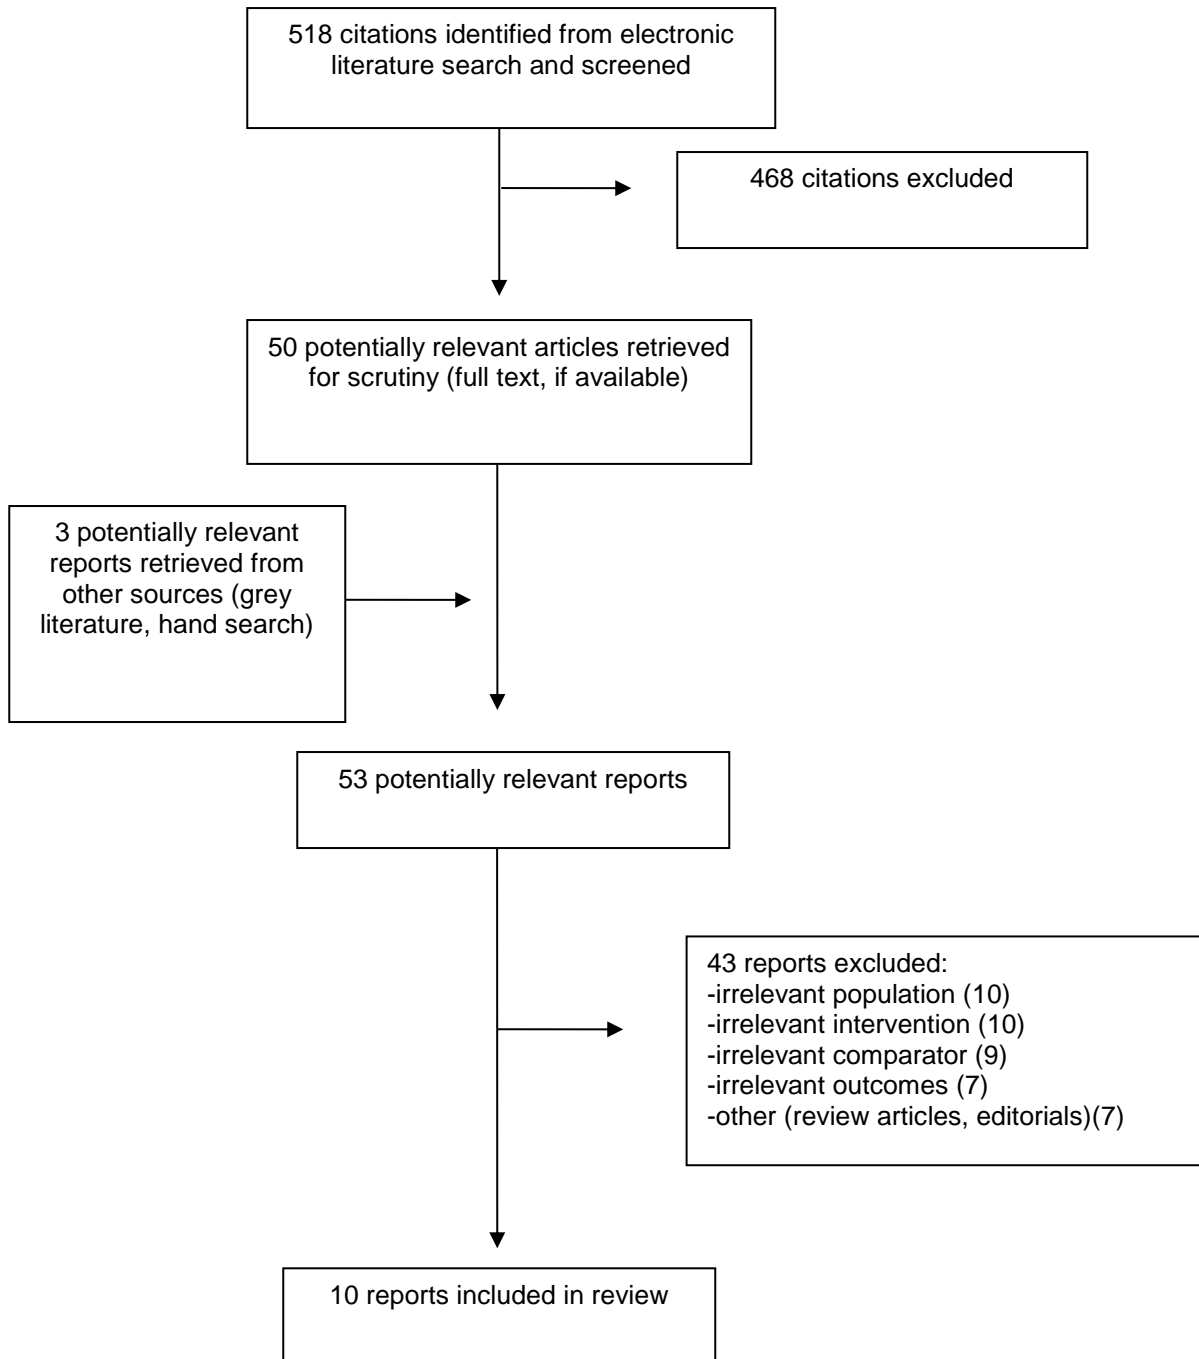 518 citations identified from electronic
literature search and screened
468 citations excluded
50 potentially relevant articles retrieved
for scrutiny (full text, if available)
3 potentially relevant
reports retrieved from
other sources (grey
literature, hand search)
53 potentially relevant reports
43 reports excluded:
-irrelevant population (10)
-irrelevant intervention (10)
-irrelevant comparator (9)
-irrelevant outcomes (7)
-other (review articles, editorials)(7)
10 reports included in review